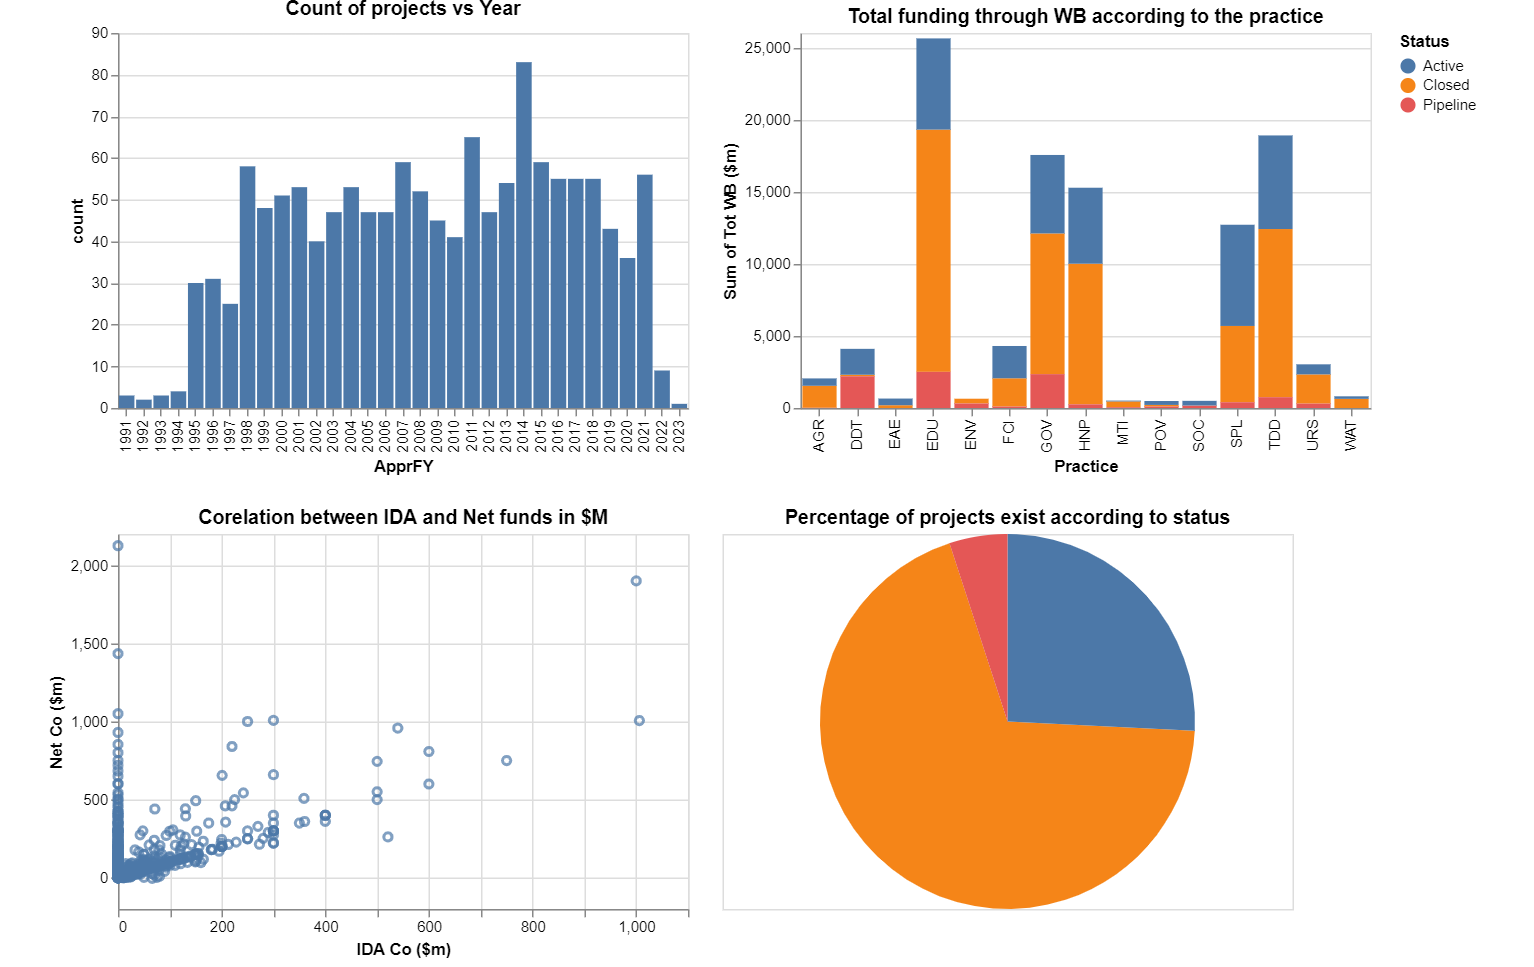 Count of projects vs Year
90
80
70
60
50
40
30
20
10
0
count
1991 1992 1993 1994 1995 1996 1997 1998 1999 2000 2001 2002 2003 2004 2005 2006 2007 2008 2009 2010 2011 2012 2013 2014 2015 2016 2017 2018 2019 2020 2021 2022 2023
ApprFY
Total funding through WB according to the practice
25,000
20,000
15,000
10,000
5,000
0
Sum of Tot WB ($m)
AGR DDT EAE EDU ENV FCI GOV HNP MTI POV SOC SPL TDD URS WAT
Practice
Status
Active
Closed
Pipeline
Corelation between IDA and Net funds in $M
2,000
1,500
1,000
500
0
Net Co ($m)
0 200 400 600 800 1,000
IDA Co ($m)
Percentage of projects exist according to status